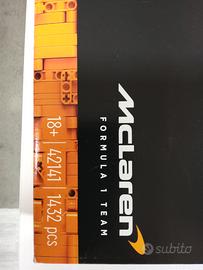 McLaren
FORMULA 1 TEAM
18+ | 42141 | 1432 pcs
subito